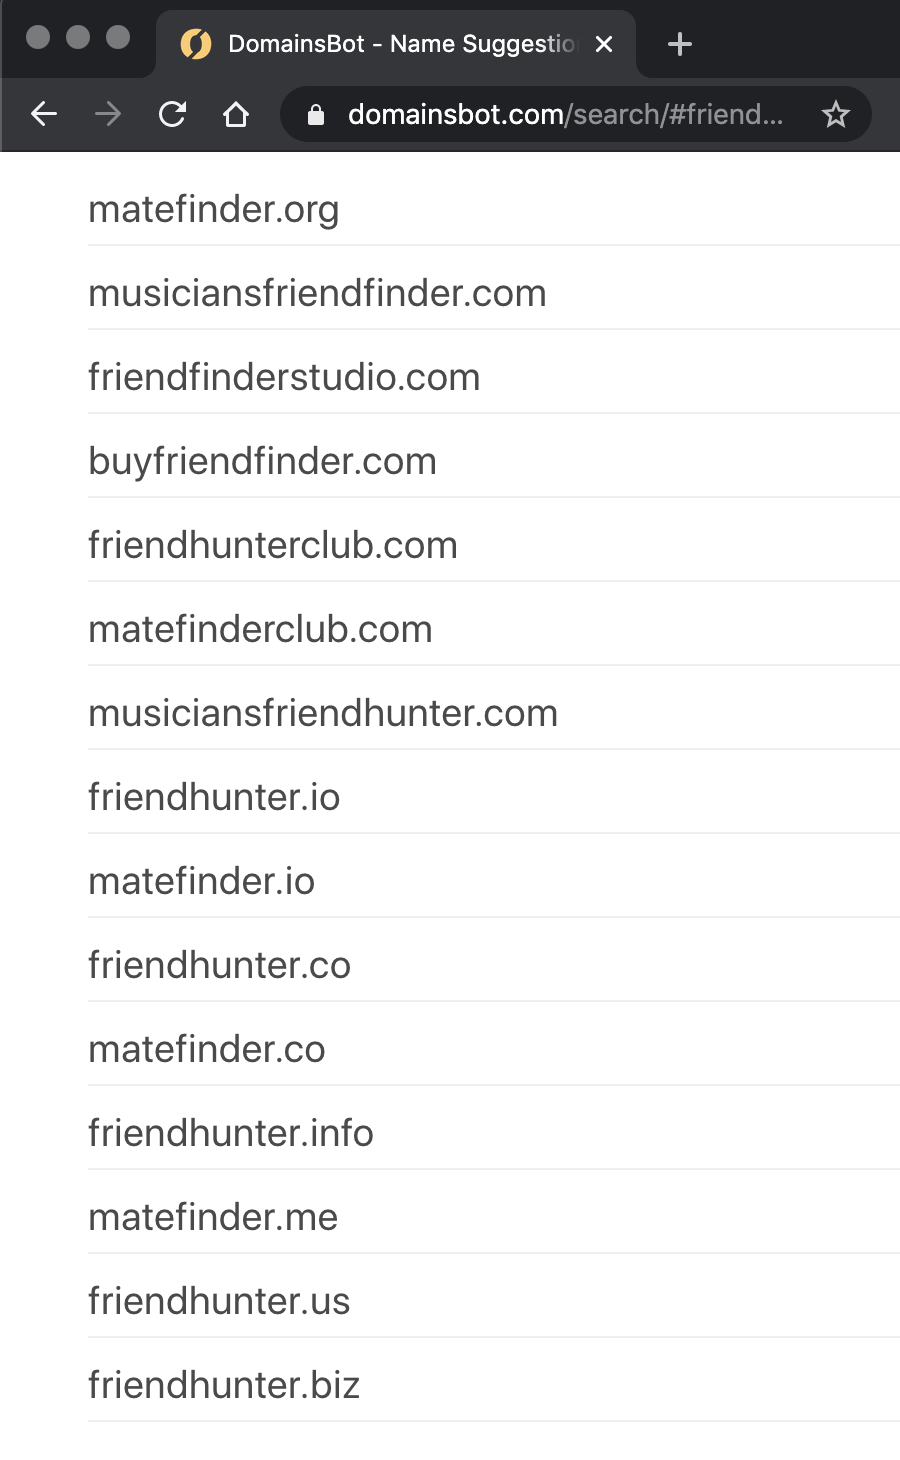 DomainsBot - Name Suggestio
domainsbot.com/search/#friend...
matefinder.org
musiciansfriendfinder.com
friendfinderstudio.com
buyfriendfinder.com
friendhunterclub.com
matefinderclub.com
musiciansfriendhunter.com
friendhunter.io
matefinder.io
friendhunter.co
matefinder.co
friendhunter.info
matefinder.me
friendhunter.us
friendhunter.biz